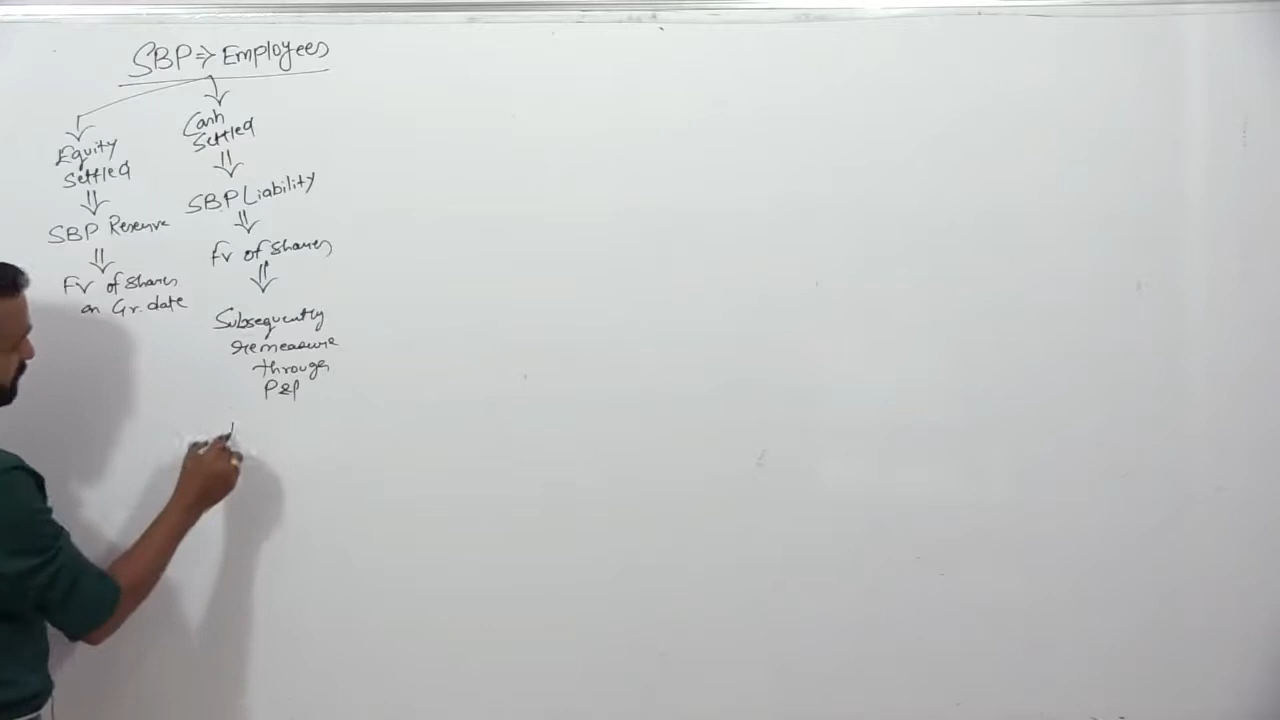 SBP ⇒ Employees
Equity
Settled
⇓
SBP Reserve
⇓
FV of Shares
on Gr. date
Cash
Settled
⇓
SBP Liability
⇓
FV of Shares
⇓
Subsequently
remeasure
through
P&L